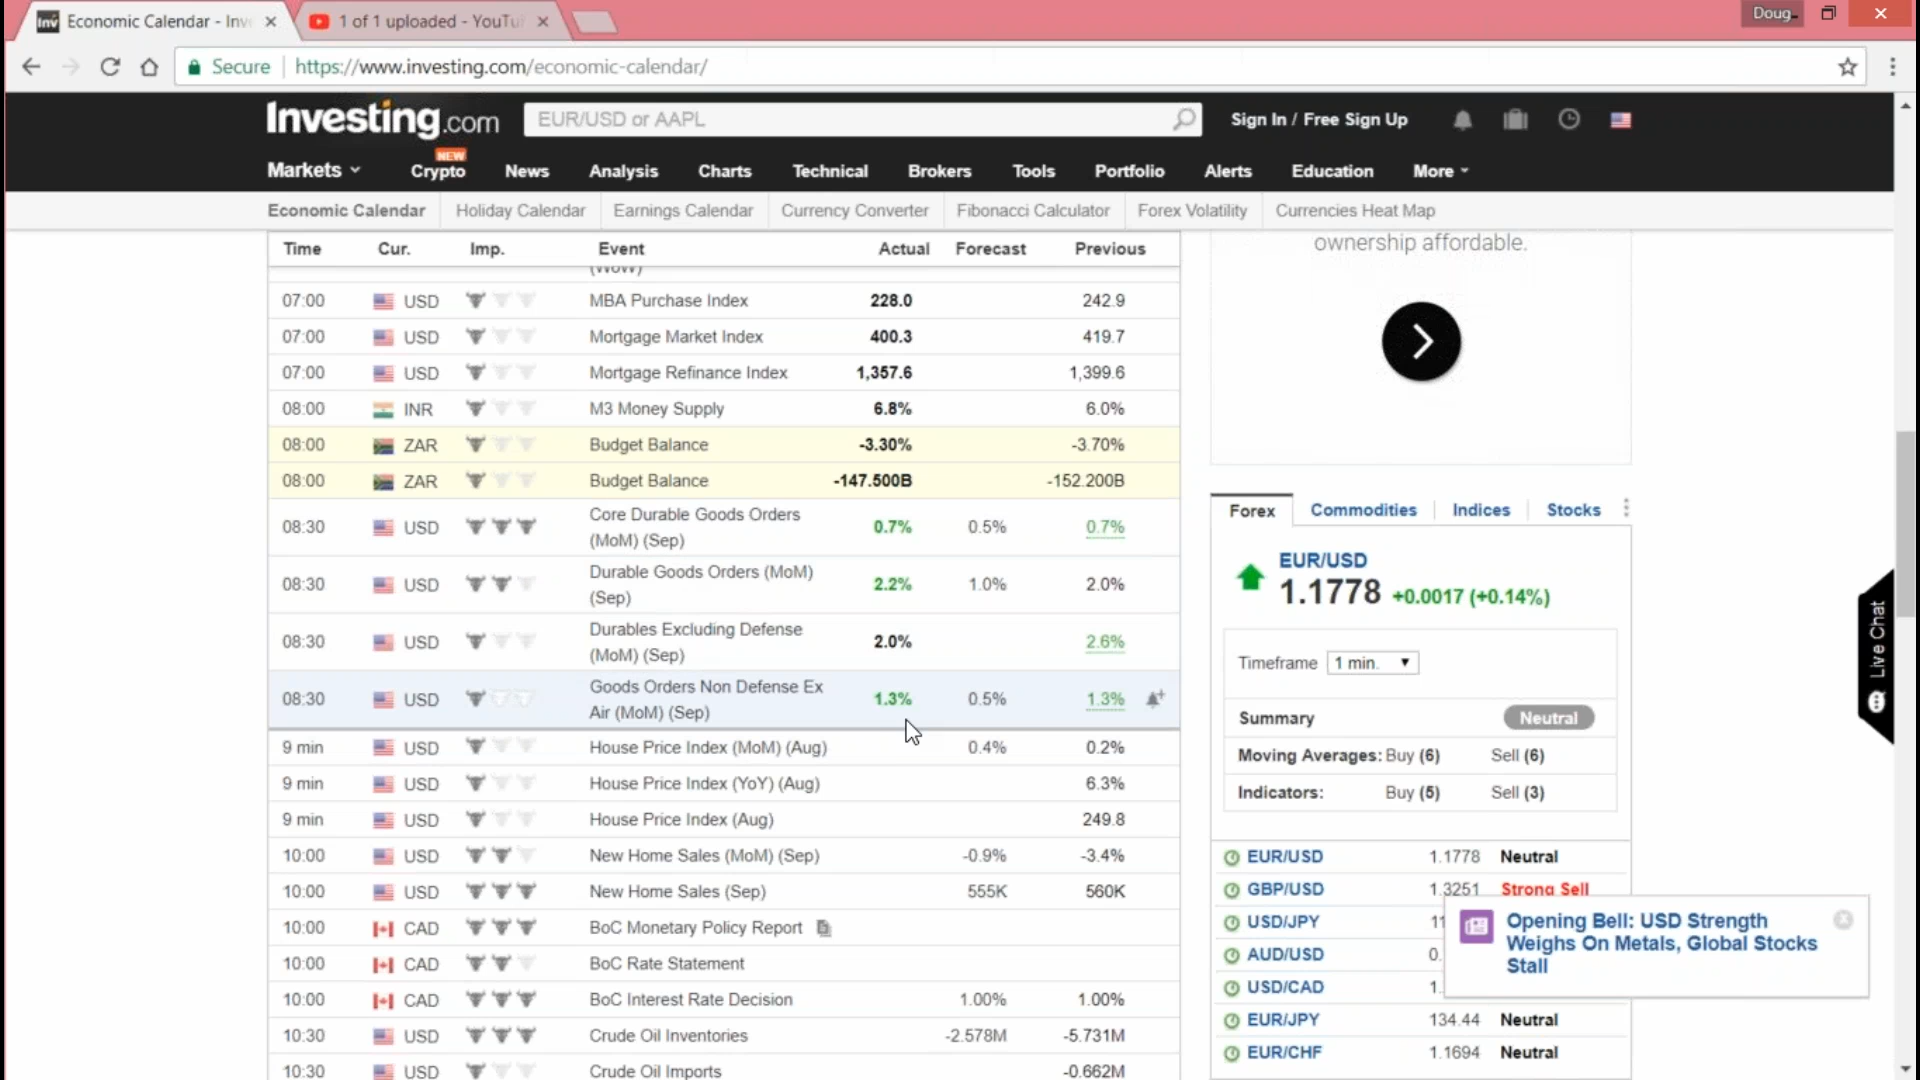 Economic Calendar - Inv
1 of 1 uploaded - YouTu
Doug
Secure
https://www.investing.com/economic-calendar/
Investing.com
EUR/USD or AAPL
Sign In / Free Sign Up
NEW
Markets Crypto News Analysis Charts Technical Brokers Tools Portfolio Alerts Education More
Economic Calendar Holiday Calendar Earnings Calendar Currency Converter Fibonacci Calculator Forex Volatility Currencies Heat Map
Time Cur. Imp. Event Actual Forecast Previous
(WoW)
07:00 USD MBA Purchase Index 228.0 242.9
07:00 USD Mortgage Market Index 400.3 419.7
07:00 USD Mortgage Refinance Index 1,357.6 1,399.6
08:00 INR M3 Money Supply 6.8% 6.0%
08:00 ZAR Budget Balance -3.30% -3.70%
08:00 ZAR Budget Balance -147.500B -152.200B
08:30 USD Core Durable Goods Orders
(MoM) (Sep) 0.7% 0.5% 0.7%
08:30 USD Durable Goods Orders (MoM)
(Sep) 2.2% 1.0% 2.0%
08:30 USD Durables Excluding Defense
(MoM) (Sep) 2.0% 2.6%
08:30 USD Goods Orders Non Defense Ex
Air (MoM) (Sep) 1.3% 0.5% 1.3%
9 min USD House Price Index (MoM) (Aug) 0.4% 0.2%
9 min USD House Price Index (YoY) (Aug) 6.3%
9 min USD House Price Index (Aug) 249.8
10:00 USD New Home Sales (MoM) (Sep) -0.9% -3.4%
10:00 USD New Home Sales (Sep) 555K 560K
10:00 CAD BoC Monetary Policy Report
10:00 CAD BoC Rate Statement
10:00 CAD BoC Interest Rate Decision 1.00% 1.00%
10:30 USD Crude Oil Inventories -2.578M -5.731M
10:30 USD Crude Oil Imports -0.662M
ownership affordable.
Forex Commodities Indices Stocks
EUR/USD
1.1778 +0.0017 (+0.14%)
Timeframe 1 min.
Summary Neutral
Moving Averages: Buy (6) Sell (6)
Indicators: Buy (5) Sell (3)
EUR/USD 1.1778 Neutral
GBP/USD 1.3251 Strong Sell
USD/JPY 11
AUD/USD 0.
USD/CAD 1.
EUR/JPY 134.44 Neutral
EUR/CHF 1.1694 Neutral
Opening Bell: USD Strength
Weighs On Metals, Global Stocks
Stall
Live Chat